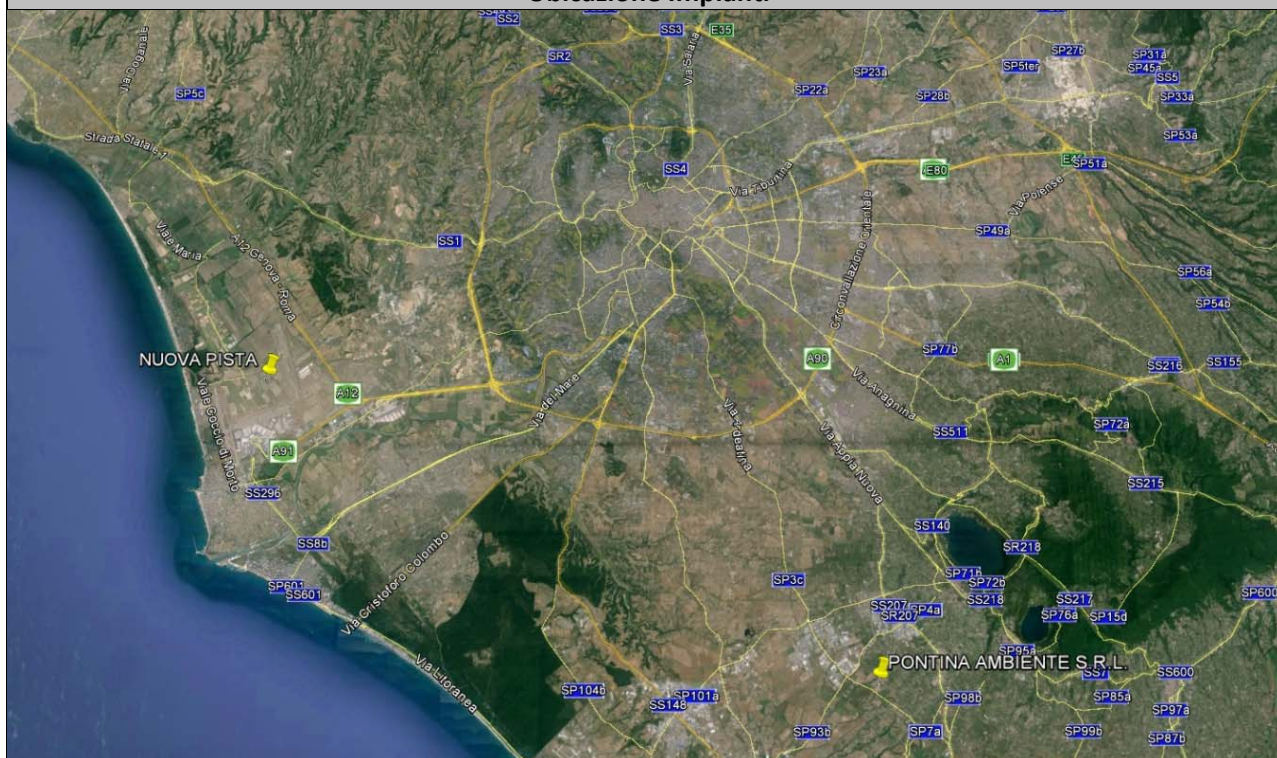 Ubicazione Impianti
SS2
SS3
E35
SR2
Via Salaria
Via Doganale
SP5c
SP22a
SP23a
SP28b
SP5ter
SP27b
SP31a
SP45a
SS5
SP33a
SP53a
Strada Statale 1
SS4
Via Tiburtina
E80
SP51a
Via Polense
Viale Maria
A12 Genova - Roma
SS1
Circonvallazione Orientale
SP49a
SP56a
SP54b
NUOVA PISTA
A12
Via del Mare
A90
SP77b
A1
SS216
SS155
Viale Coccia di Morto
Via Ardeatina
Via Anagnina
SS511
SP72a
A91
SS296
Via Appia Nuova
SS215
SS8b
SS140
SR218
Via Cristoforo Colombo
SP601
SS601
SP3c
SP71b
SP72b
SS218
SS207
SP4a
SR207
SS217
SP76a
SP15d
SP600
Via Litoranea
SP95a
PONTINA AMBIENTE S.R.L.
SS7
SS600
SP104b
SP101a
SS148
SP98b
SP85a
SP97a
SP93b
SP7a
SP99b
SP87b